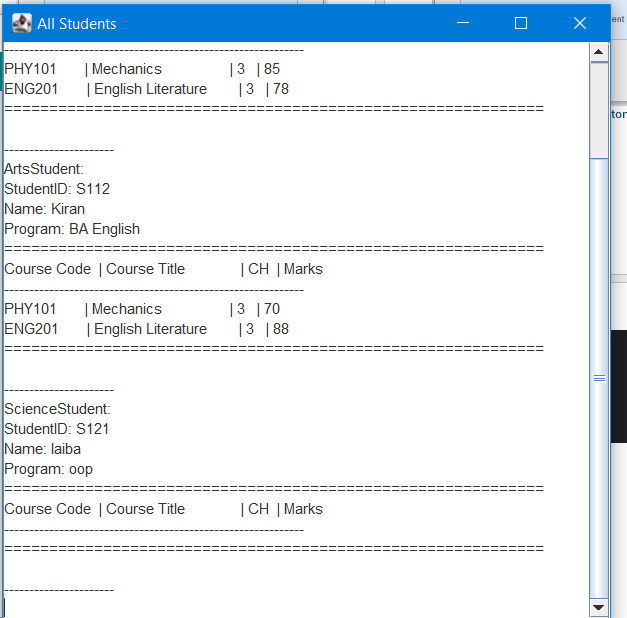 All Students
------------------------------------------------------------
PHY101 | Mechanics | 3 | 85
ENG201 | English Literature | 3 | 78
============================================================
----------------------
ArtsStudent:
StudentID: S112
Name: Kiran
Program: BA English
============================================================
Course Code | Course Title | CH | Marks
------------------------------------------------------------
PHY101 | Mechanics | 3 | 70
ENG201 | English Literature | 3 | 88
============================================================
----------------------
ScienceStudent:
StudentID: S121
Name: laiba
Program: oop
============================================================
Course Code | Course Title | CH | Marks
------------------------------------------------------------
============================================================
----------------------